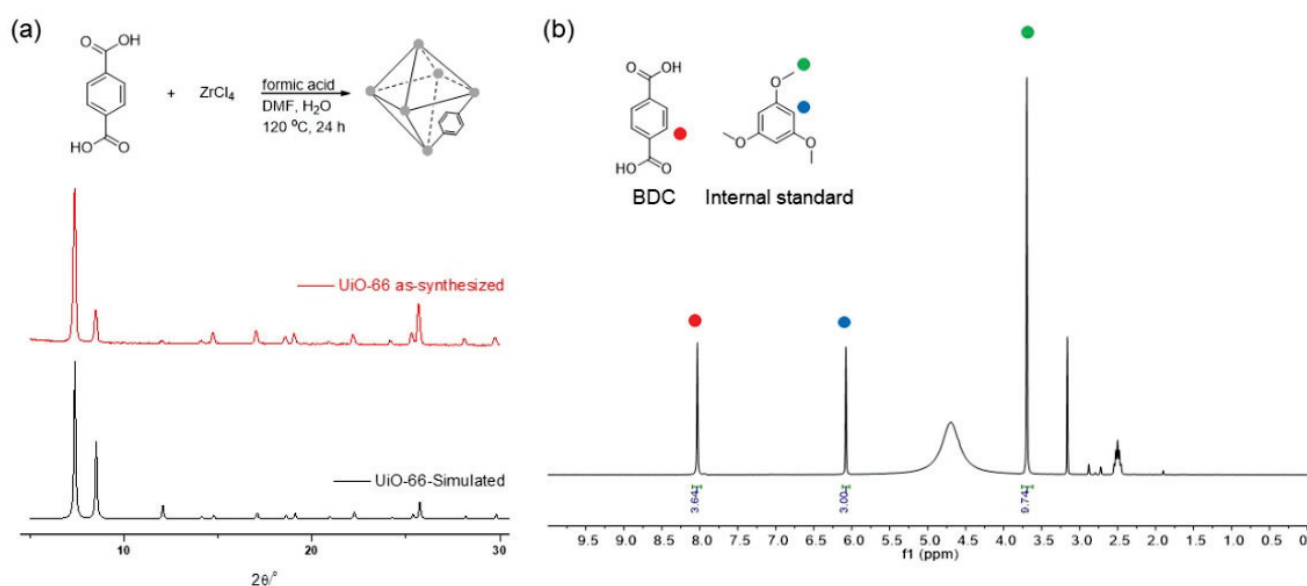 (a)
OH
O
HO
O
+
ZrCl4
formic acid
DMF, H2O
120 °C, 24 h
UiO-66 as-synthesized
UiO-66-Simulated
10
20
30
2θ/°
(b)
O
OH
HO
O
BDC
O
O
O
Internal standard
3.64
3.00
9.74
9.5 9.0 8.5 8.0 7.5 7.0 6.5 6.0 5.5 5.0 4.5 4.0 3.5 3.0 2.5 2.0 1.5 1.0 0
f1 (ppm)